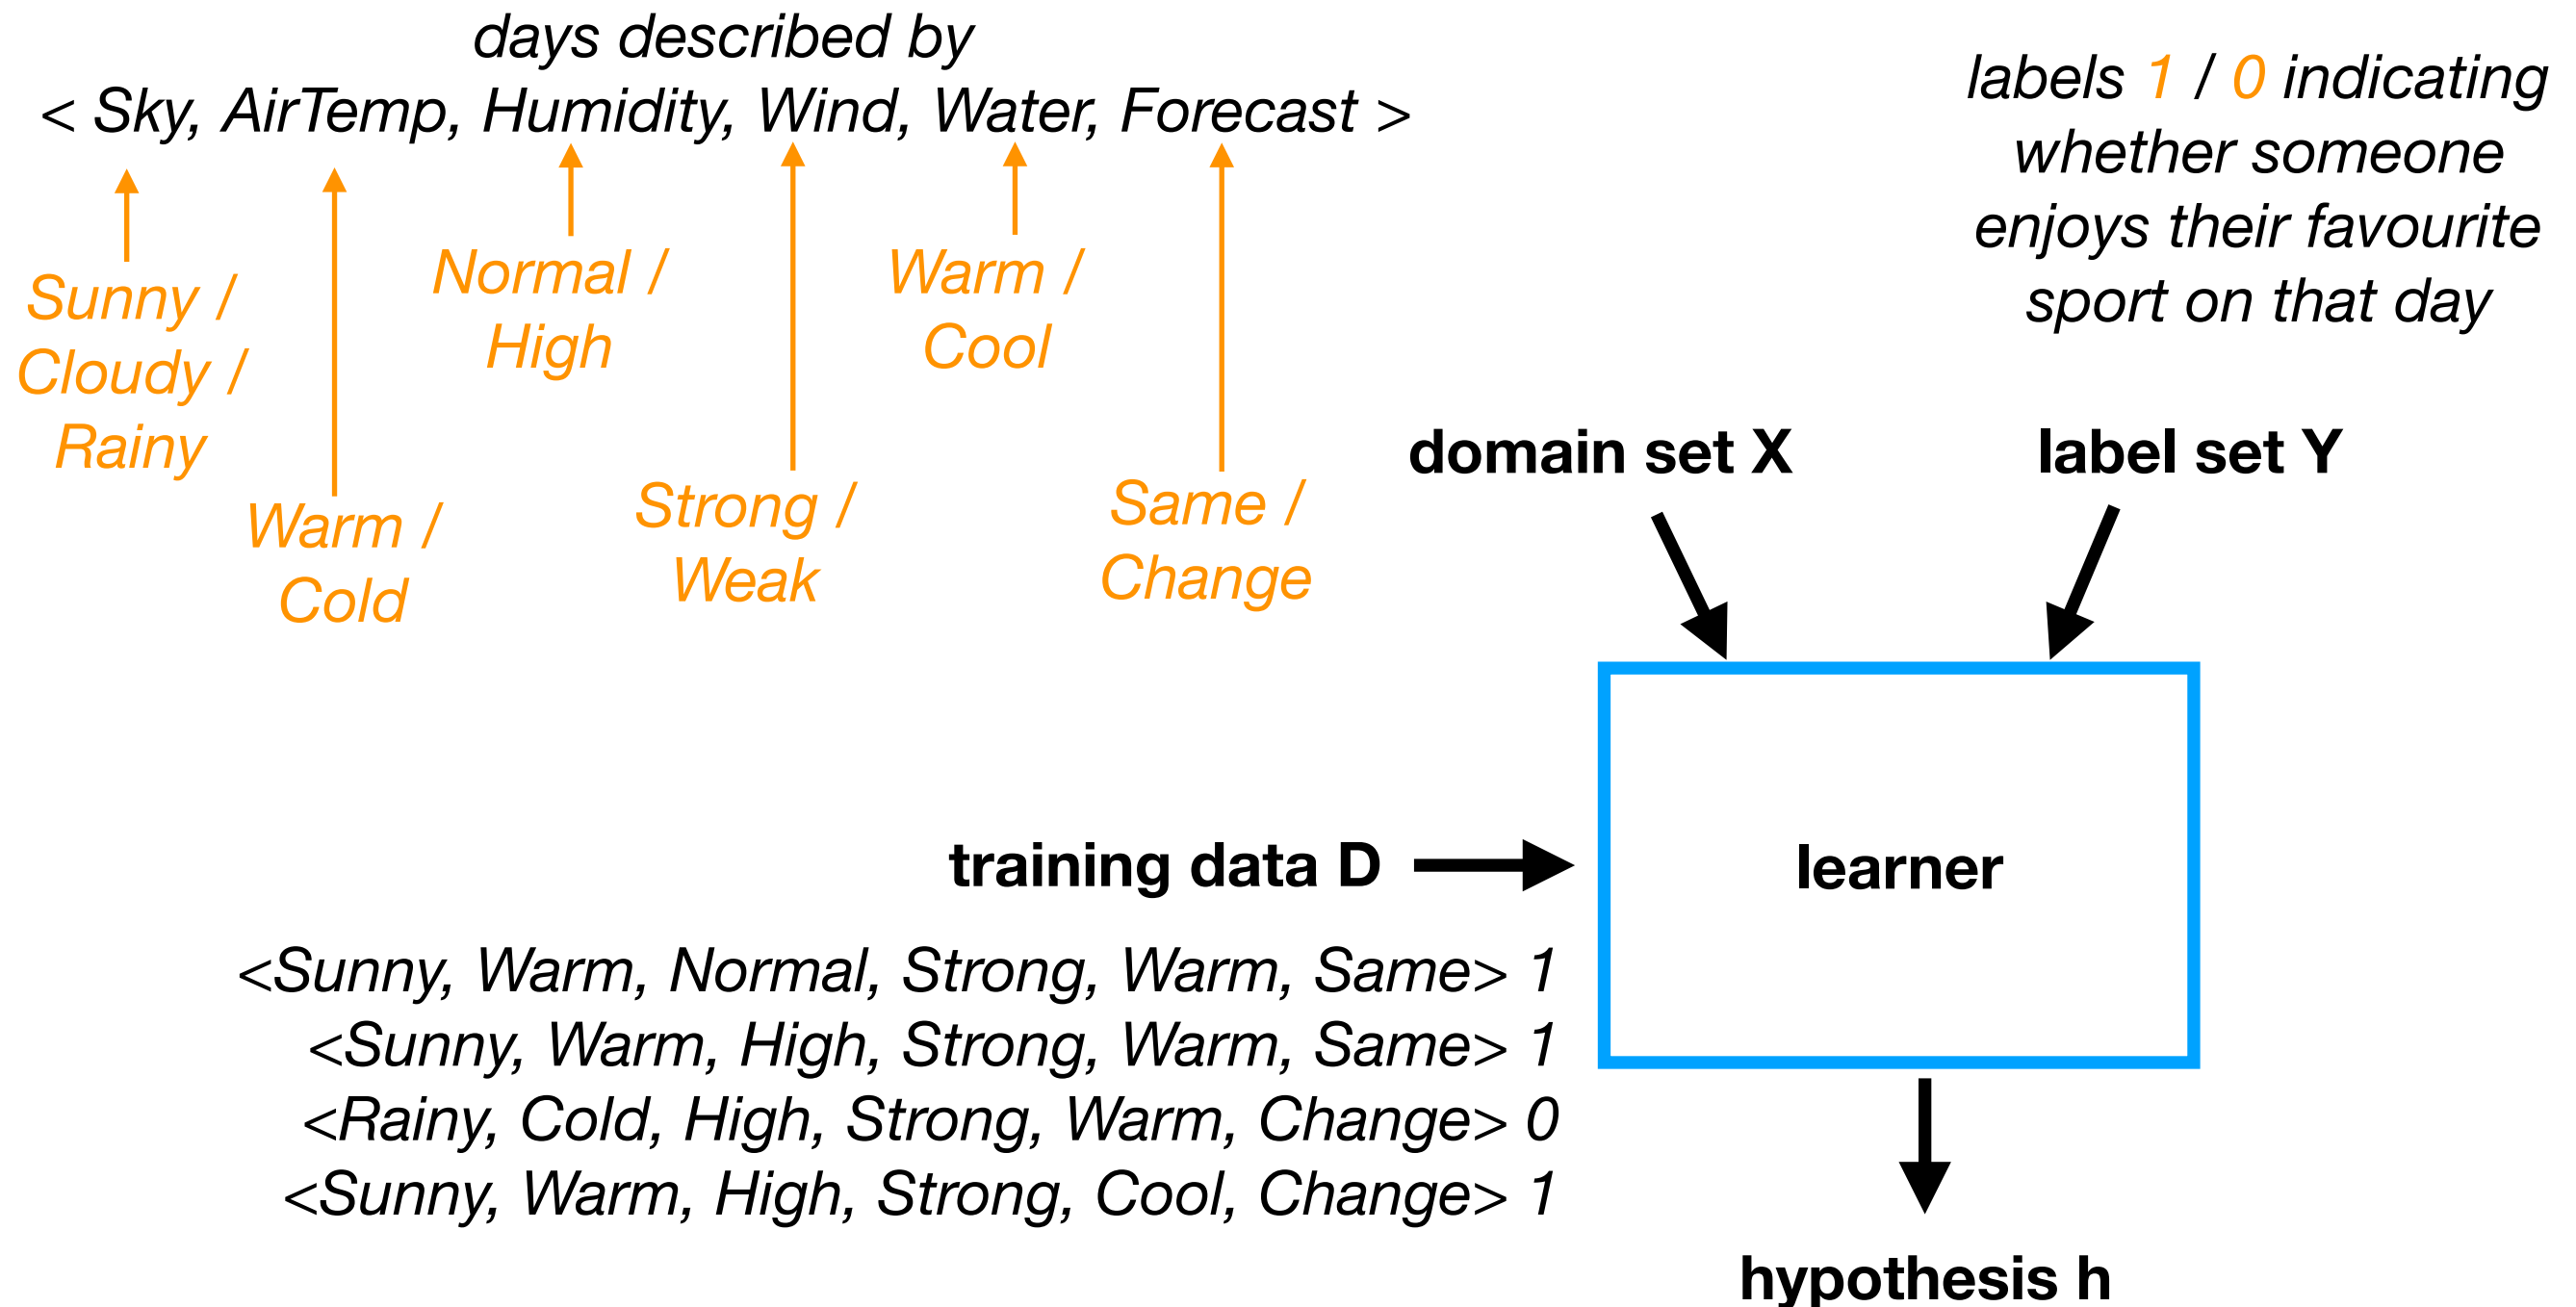 days described by
< Sky, AirTemp, Humidity, Wind, Water, Forecast >
Sunny /
Cloudy /
Rainy
Warm /
Cold
Normal /
High
Strong /
Weak
Warm /
Cool
Same /
Change
labels 1 / 0 indicating
whether someone
enjoys their favourite
sport on that day
domain set X
label set Y
training data D
learner
<Sunny, Warm, Normal, Strong, Warm, Same> 1
<Sunny, Warm, High, Strong, Warm, Same> 1
<Rainy, Cold, High, Strong, Warm, Change> 0
<Sunny, Warm, High, Strong, Cool, Change> 1
hypothesis h